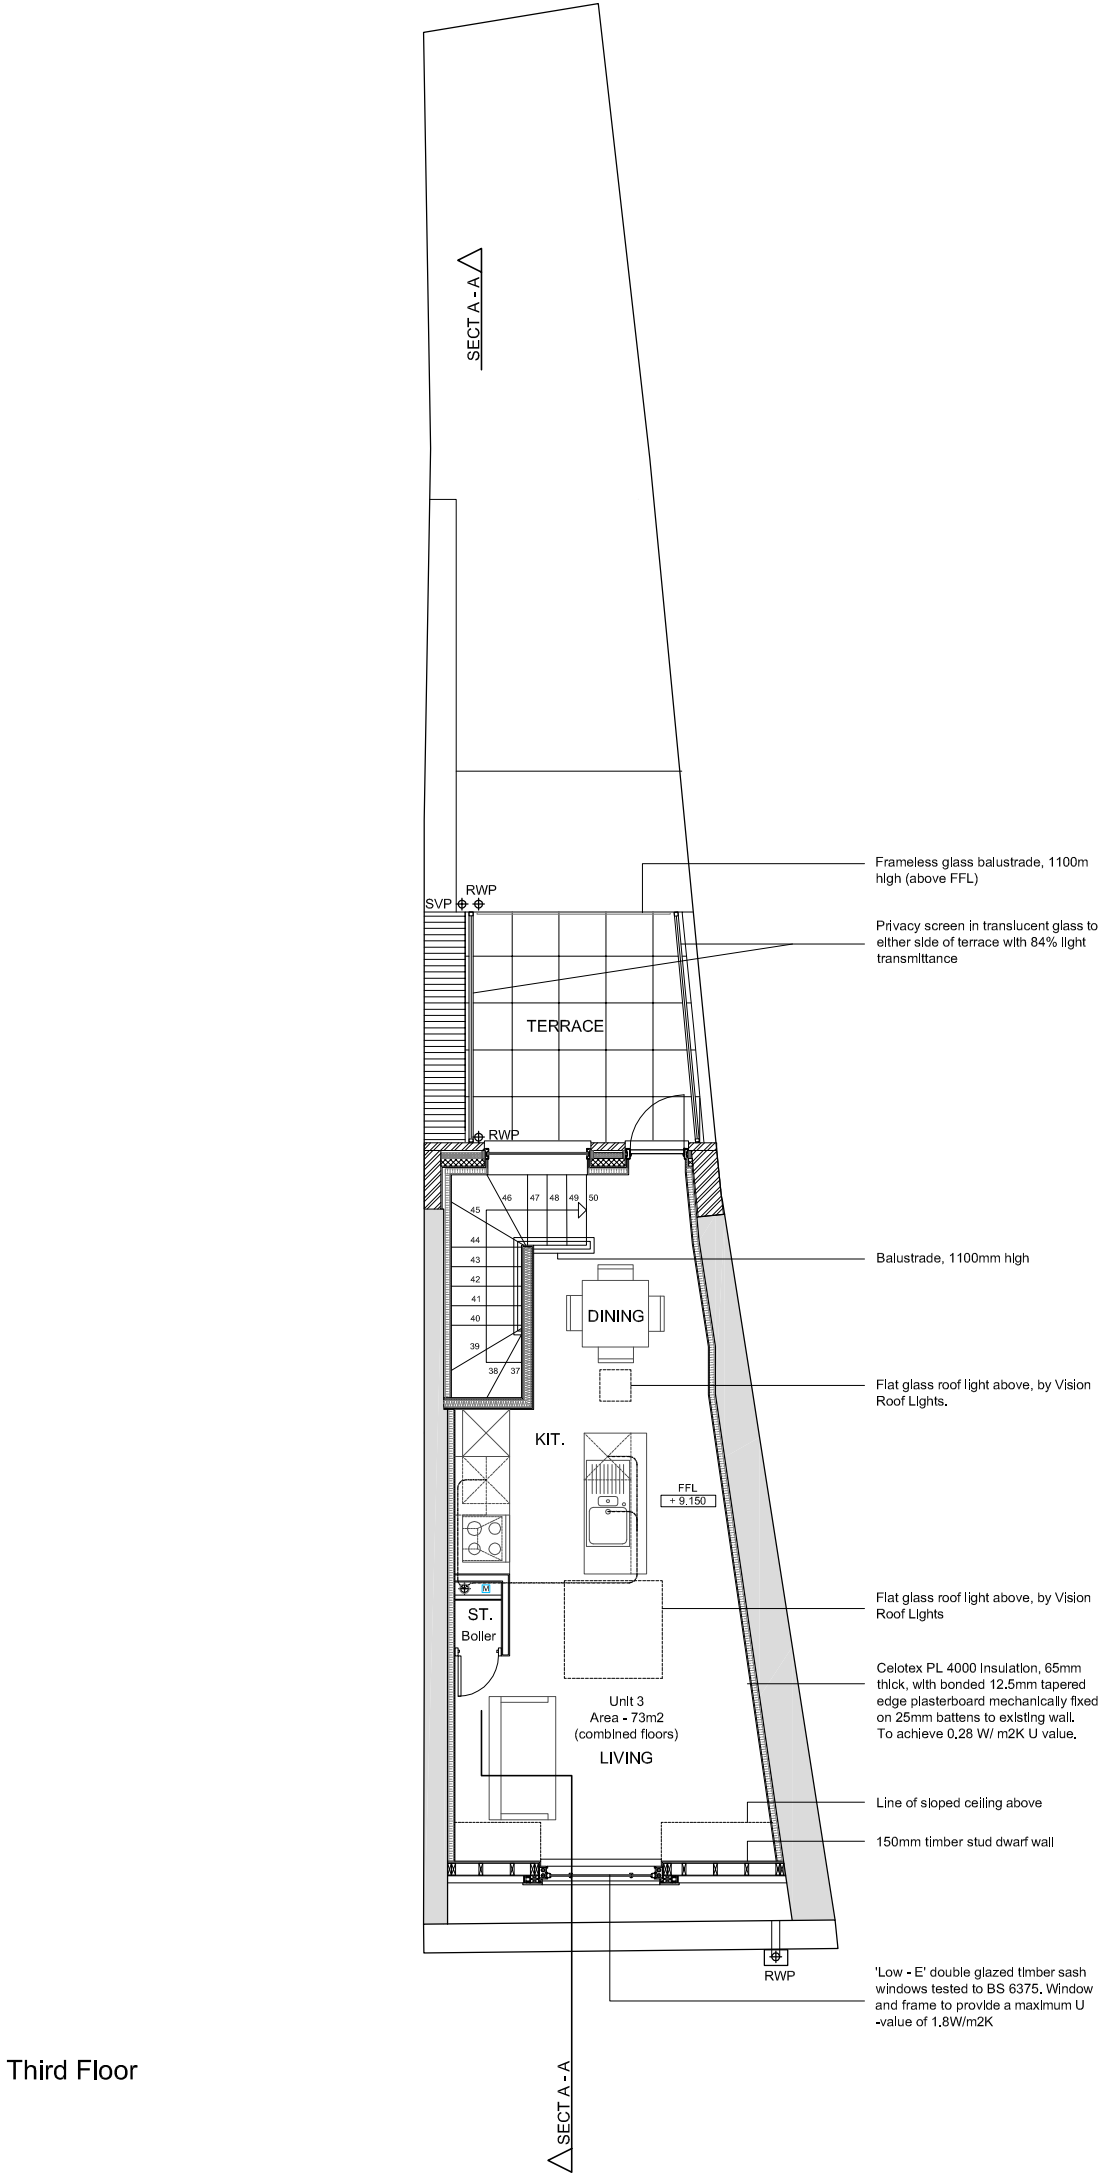 SECT A - A
Frameless glass balustrade, 1100m
high (above FFL)
RWP
SVP
Privacy screen in translucent glass to
either side of terrace with 84% light
transmittance
TERRACE
RWP
46
47
48
49
50
45
44
43
42
41
40
39
38
37
Balustrade, 1100mm high
DINING
Flat glass roof light above, by Vision
Roof Lights.
KIT.
FFL
+ 9.150
M
Flat glass roof light above, by Vision
Roof Lights
ST.
Boiler
Celotex PL 4000 Insulation, 65mm
thick, with bonded 12.5mm tapered
edge plasterboard mechanically fixed
on 25mm battens to existing wall.
To achieve 0.28 W/ m2K U value.
Unit 3
Area - 73m2
(combined floors)
LIVING
Line of sloped ceiling above
150mm timber stud dwarf wall
RWP
'Low - E' double glazed timber sash
windows tested to BS 6375. Window
and frame to provide a maximum U
-value of 1.8W/m2K
Third Floor
SECT A - A